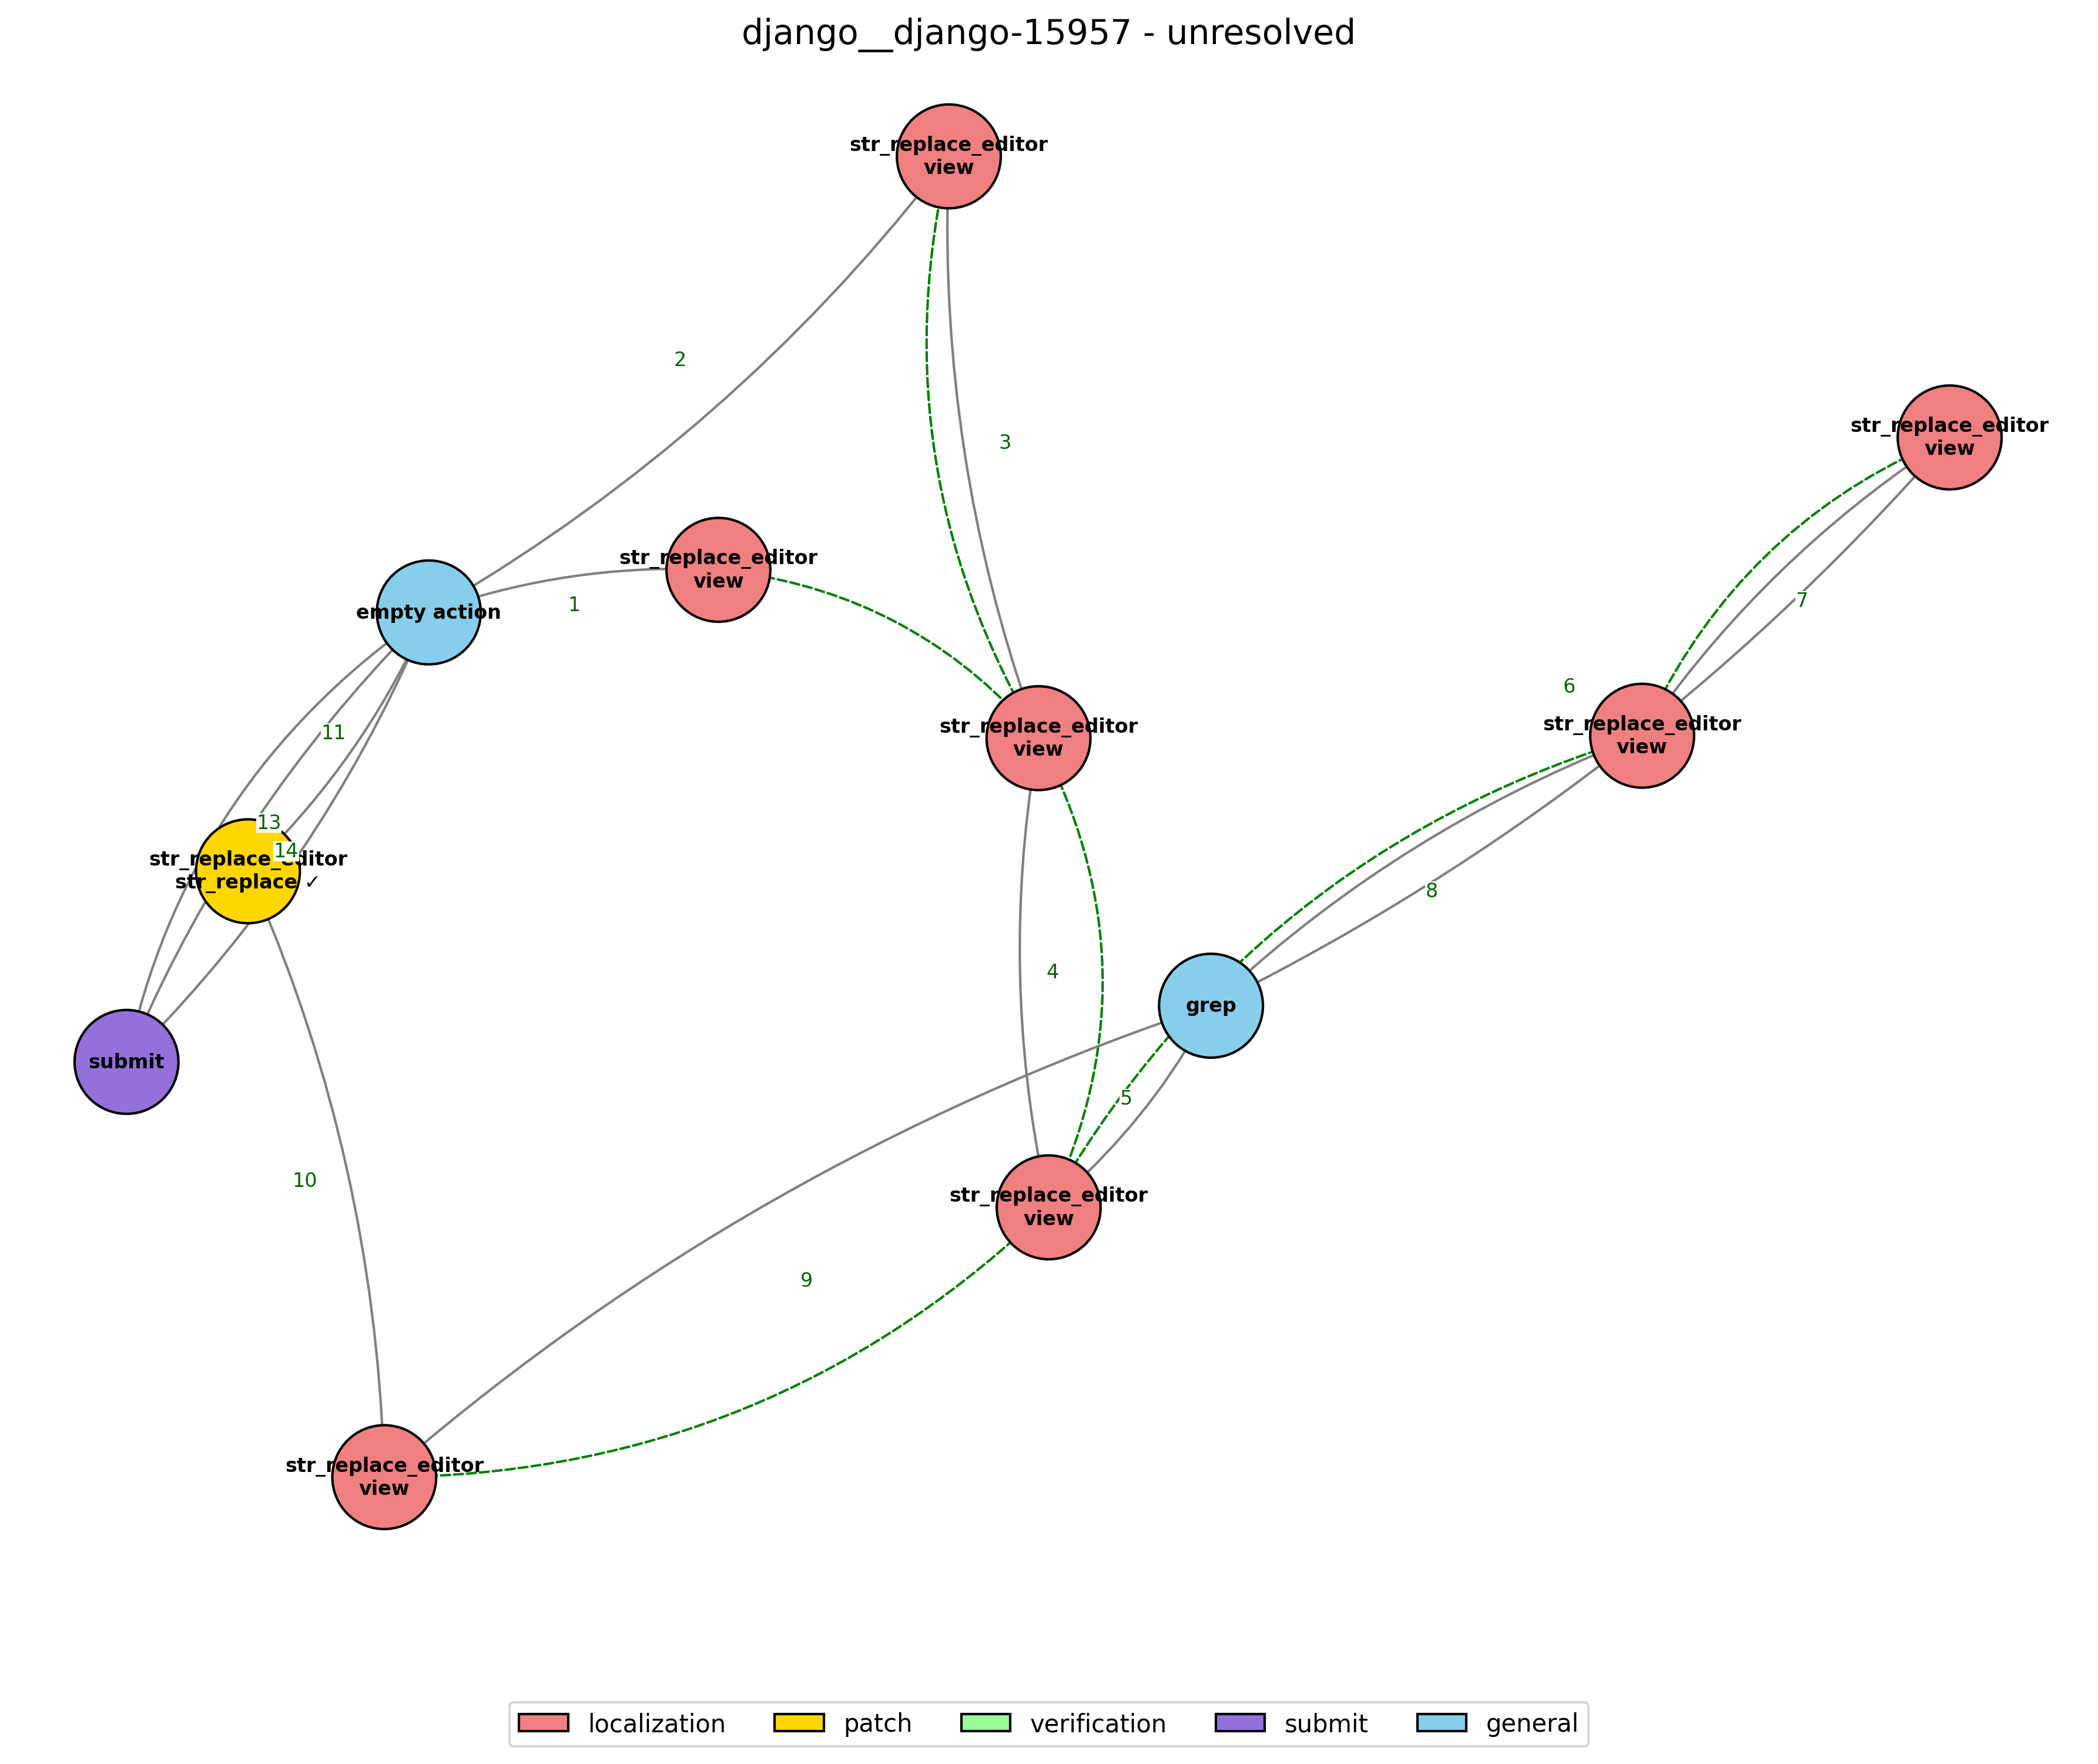 django__django-15957 - unresolved
str_replace_editor
view
2
3
str_replace_editor
view
str_replace_editor
view
1
empty action
7
6
11
str_replace_editor
view
str_replace_editor
view
13
14
str_replace_editor
str_replace ✓
8
4
grep
submit
5
10
str_replace_editor
view
9
str_replace_editor
view
localization
patch
verification
submit
general